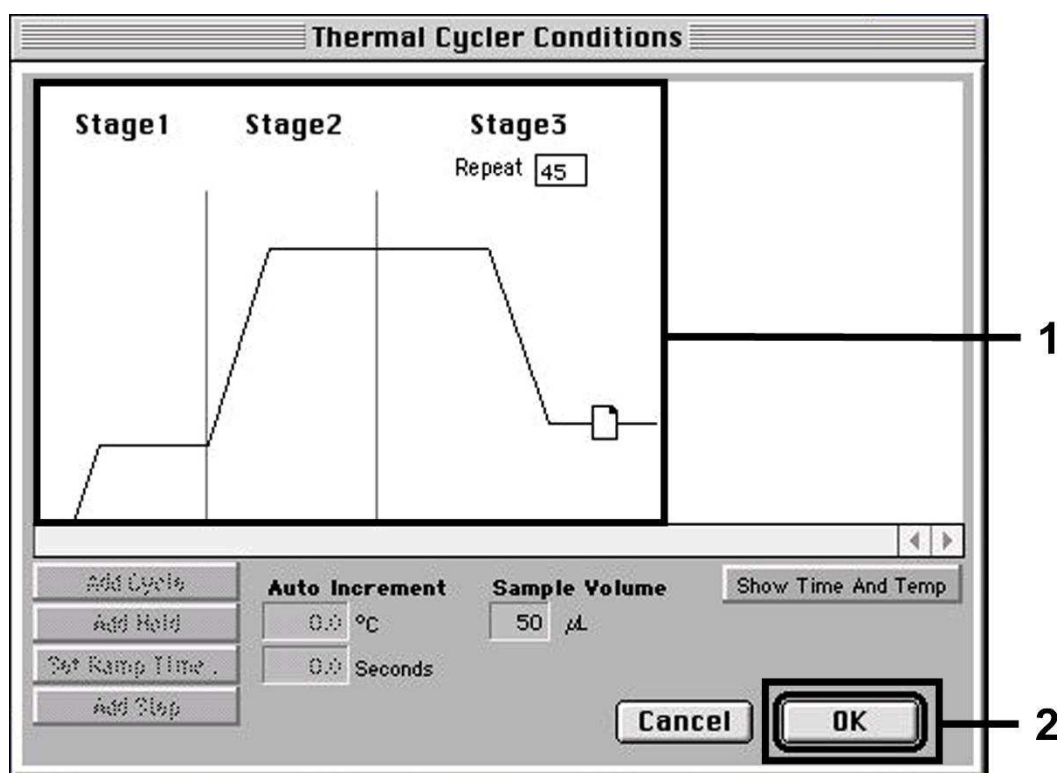 Thermal Cycler Conditions
Stage1 Stage2 Stage3
Repeat 45
1
Add Cycle
Add Hold
Set Ramp Time..
Add Step
Auto Increment
0.0 °C
0.0 Seconds
Sample Volume
50 µL
Show Time And Temp
Cancel OK
2